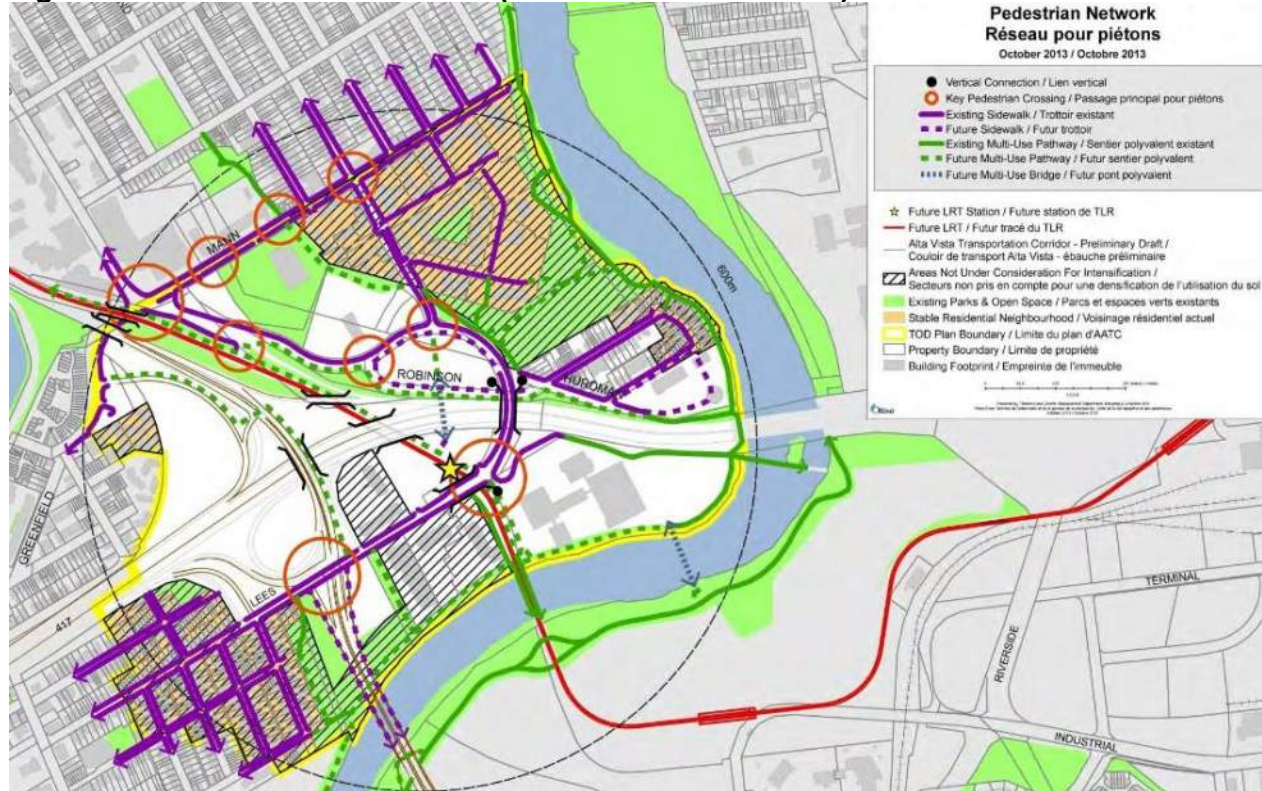 Pedestrian Network
Réseau pour piétons
October 2013 / Octobre 2013
Vertical Connection / Lien vertical
Key Pedestrian Crossing / Passage principal pour piétons
Existing Sidewalk / Trottoir existant
Future Sidewalk / Futur trottoir
Existing Multi-Use Pathway / Sentier polyvalent existant
Future Multi-Use Pathway / Futur sentier polyvalent
Future Multi-Use Bridge / Futur pont polyvalent
Future LRT Station / Future station de TLR
Future LRT / Futur tracé du TLR
Alta Vista Transportation Corridor - Preliminary Draft /
Couloir de transport Alta Vista - ébauche préliminaire
Areas Not Under Consideration For Intensification /
Secteurs non pris en compte pour une densification de l'utilisation du sol
Existing Parks & Open Space / Parcs et espaces verts existants
Stable Residential Neighbourhood / Voisinage résidentiel actuel
TOD Plan Boundary / Limite du plan d'AATC
Property Boundary / Limite de propriété
Building Footprint / Empreinte de l'immeuble
MANN
600m
ROBINSON
HURDMAN
GREENFIELD
LEES
417
TERMINAL
RIVERSIDE
INDUSTRIAL